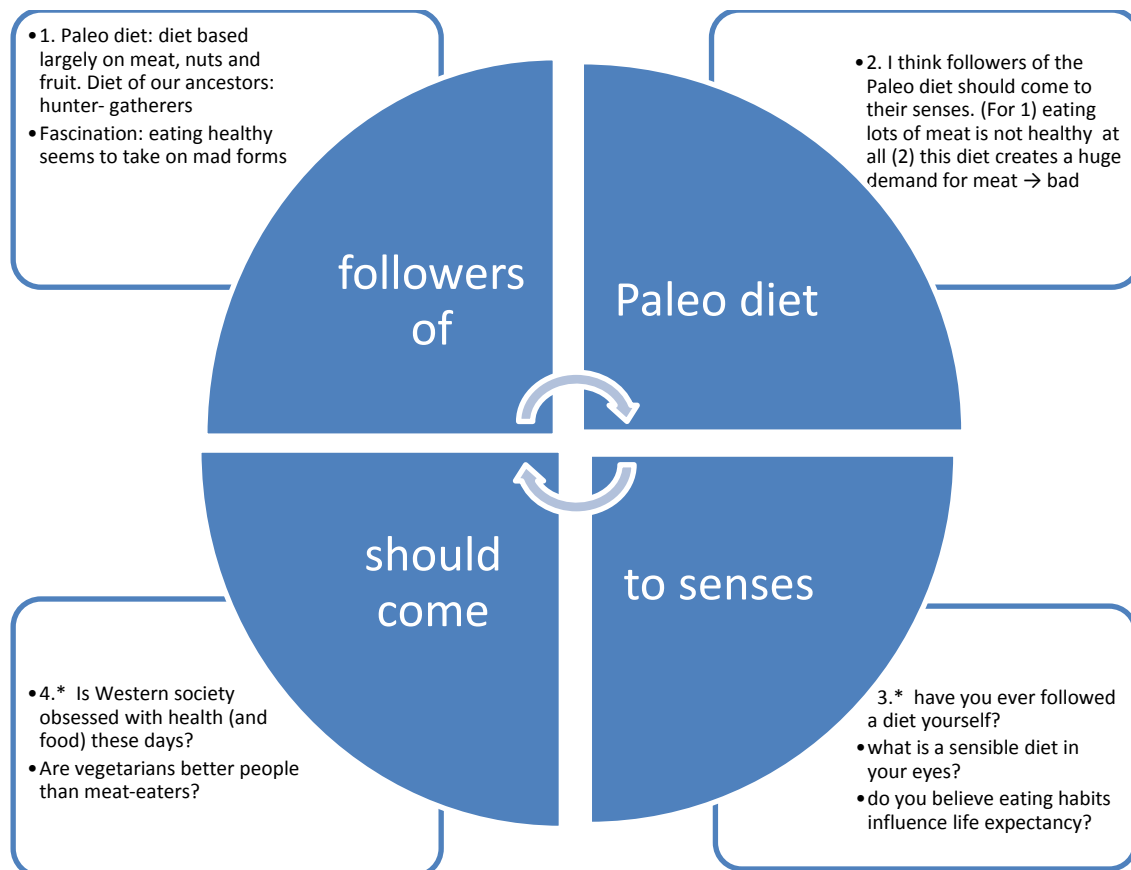 •1. Paleo diet: diet based
largely on meat, nuts and
fruit. Diet of our ancestors:
hunter- gatherers
•Fascination: eating healthy
seems to take on mad forms
•2. I think followers of the
Paleo diet should come to
their senses. (For 1) eating
lots of meat is not healthy at
all (2) this diet creates a huge
demand for meat → bad
followers
of
Paleo diet
should
come
to senses
•4.* Is Western society
obsessed with health (and
food) these days?
•Are vegetarians better people
than meat-eaters?
3.* have you ever followed
a diet yourself?
•what is a sensible diet in
your eyes?
•do you believe eating habits
influence life expectancy?